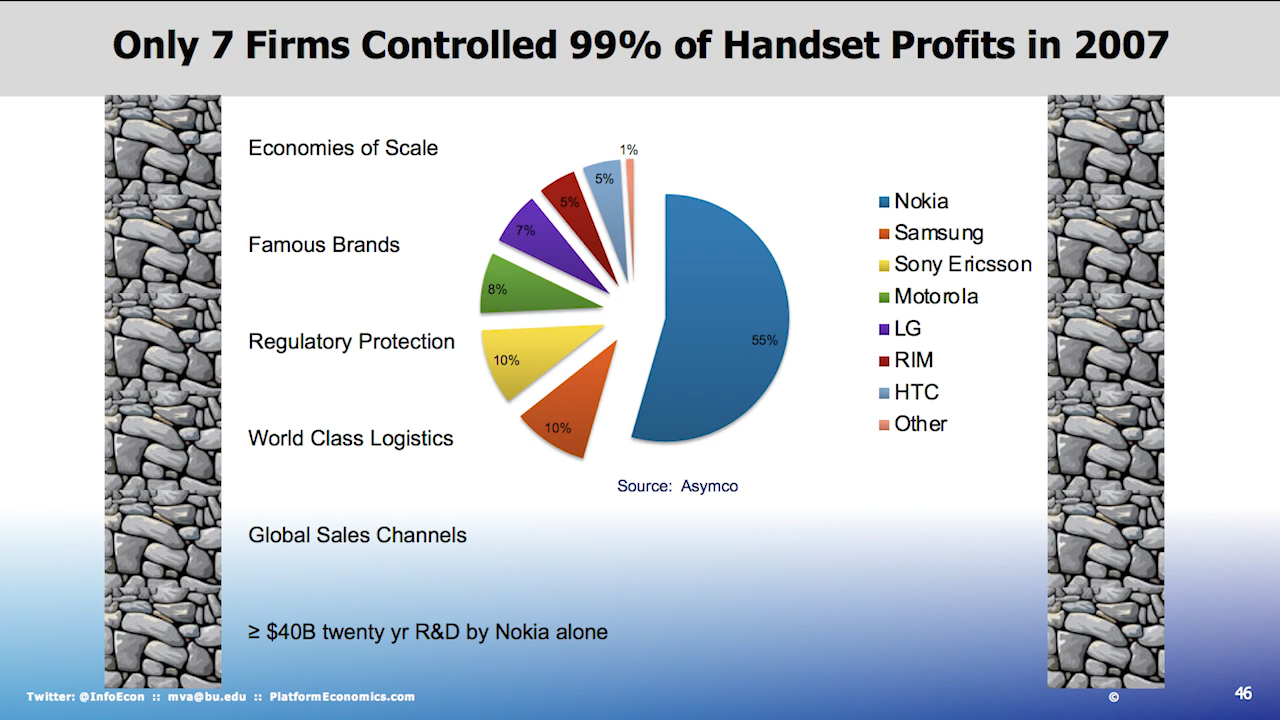 Only 7 Firms Controlled 99% of Handset Profits in 2007
Economies of Scale
Famous Brands
Regulatory Protection
World Class Logistics
Global Sales Channels
≥ $40B twenty yr R&D by Nokia alone
1%
5%
5%
7%
8%
10%
10%
55%
Nokia
Samsung
Sony Ericsson
Motorola
LG
RIM
HTC
Other
Source: Asymco
Twitter: @InfoEcon :: mva@bu.edu :: PlatformEconomics.com
©
46